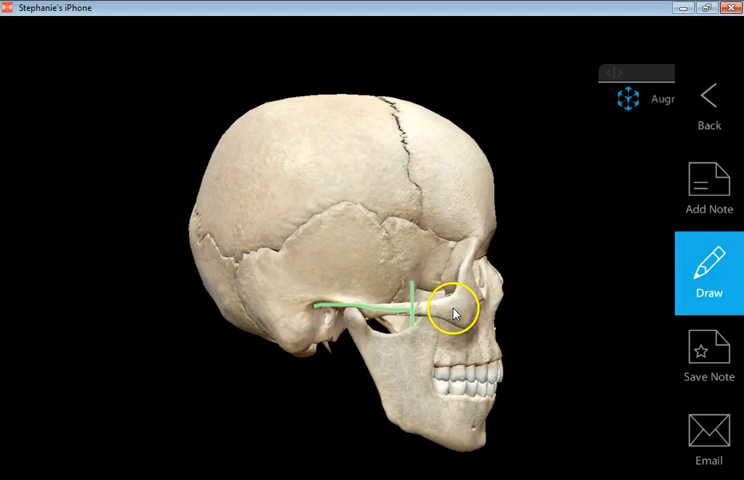 Stephanie's iPhone
Augr
Back
Add Note
Draw
Save Note
Email